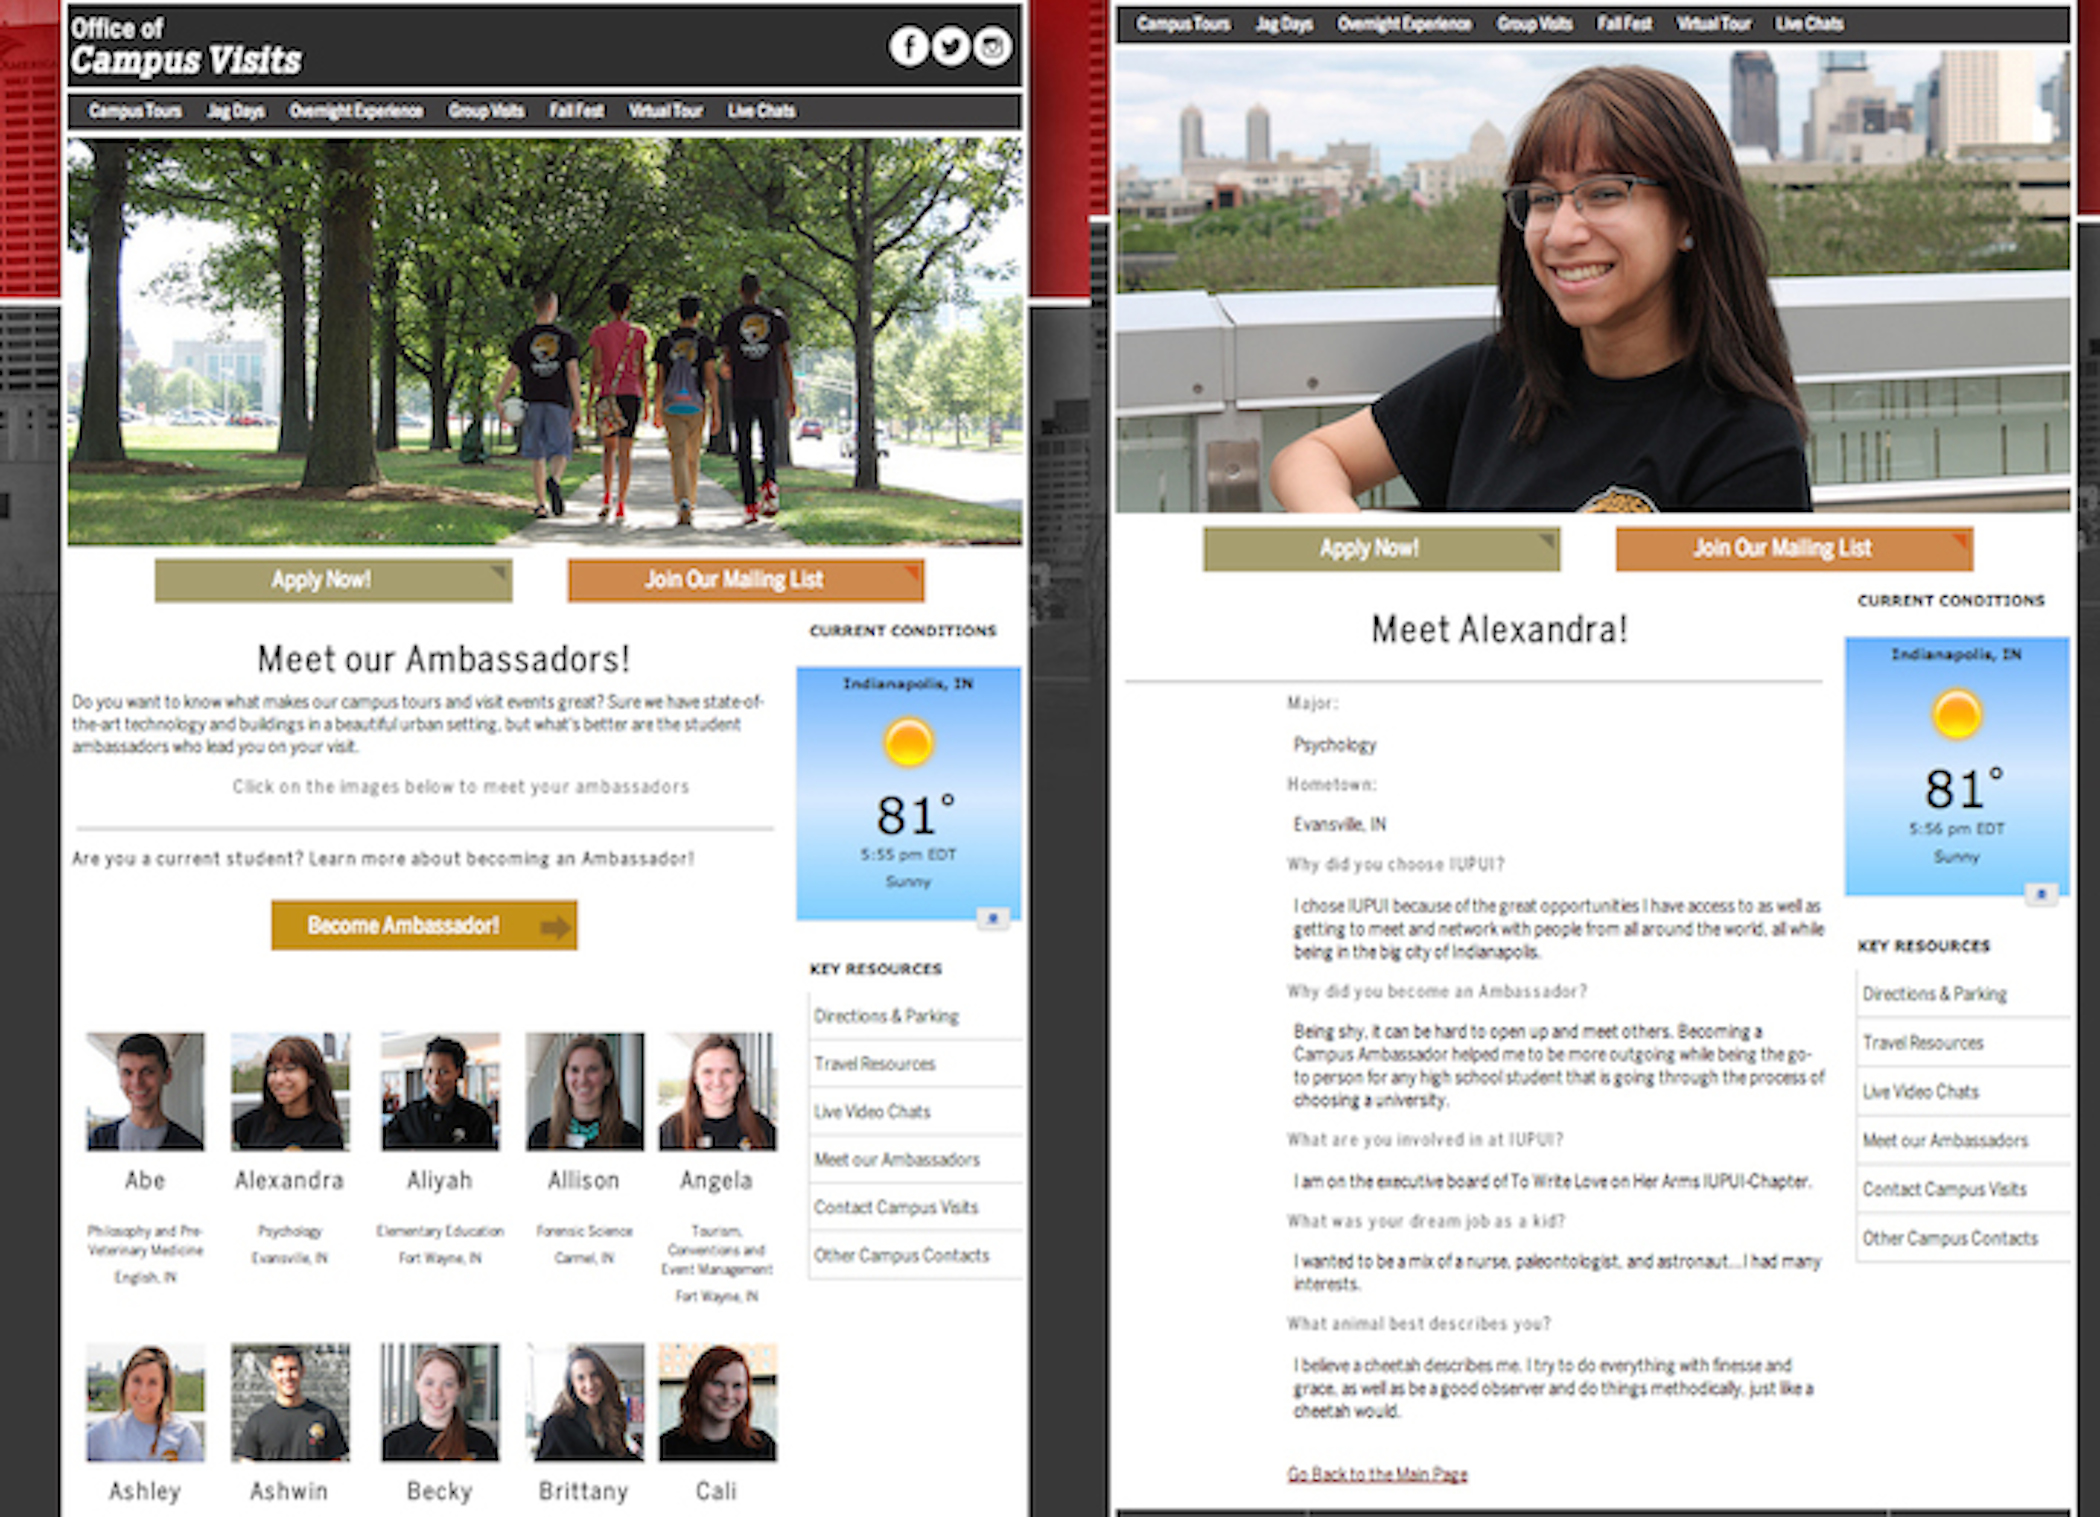 Office of
Campus Visits
Campus Tours Jag Days Overnight Experience Group Visits Fall Fest Virtual Tour Live Chats
Apply Now!
Join Our Mailing List
Meet our Ambassadors!
Do you want to know what makes our campus tours and visit events great? Sure we have state-of-
the-art technology and buildings in a beautiful urban setting, but what's better are the student
ambassadors who lead you on your visit.
Click on the images below to meet your ambassadors
Are you a current student? Learn more about becoming an Ambassador!
Become Ambassador!
Abe
Philosophy and Pre-
Veterinary Medicine
English, IN
Alexandra
Psychology
Evansville, IN
Aliyah
Elementary Education
Fort Wayne, IN
Allison
Forensic Science
Carmel, IN
Angela
Tourism,
Conventions and
Event Management
Fort Wayne, IN
Ashley
Ashwin
Becky
Brittany
Cali
CURRENT CONDITIONS
Indianapolis, IN
81°
5:55 pm EDT
Sunny
KEY RESOURCES
Directions & Parking
Travel Resources
Live Video Chats
Meet our Ambassadors
Contact Campus Visits
Other Campus Contacts
Campus Tours Jag Days Overnight Experience Group Visits Fall Fest Virtual Tour Live Chats
Apply Now!
Join Our Mailing List
Meet Alexandra!
Major:
Psychology
Hometown:
Evansville, IN
Why did you choose IUPUI?
I chose IUPUI because of the great opportunities I have access to as well as
getting to meet and network with people from all around the world, all while
being in the big city of Indianapolis.
Why did you become an Ambassador?
Being shy, it can be hard to open up and meet others. Becoming a
Campus Ambassador helped me to be more outgoing while being the go-
to person for any high school student that is going through the process of
choosing a university.
What are you involved in at IUPUI?
I am on the executive board of To Write Love on Her Arms IUPUI-Chapter.
What was your dream job as a kid?
I wanted to be a mix of a nurse, paleontologist, and astronaut...I had many
interests.
What animal best describes you?
I believe a cheetah describes me. I try to do everything with finesse and
grace, as well as be a good observer and do things methodically, just like a
cheetah would.
Go Back to the Main Page
CURRENT CONDITIONS
Indianapolis, IN
81°
5:56 pm EDT
Sunny
KEY RESOURCES
Directions & Parking
Travel Resources
Live Video Chats
Meet our Ambassadors
Contact Campus Visits
Other Campus Contacts